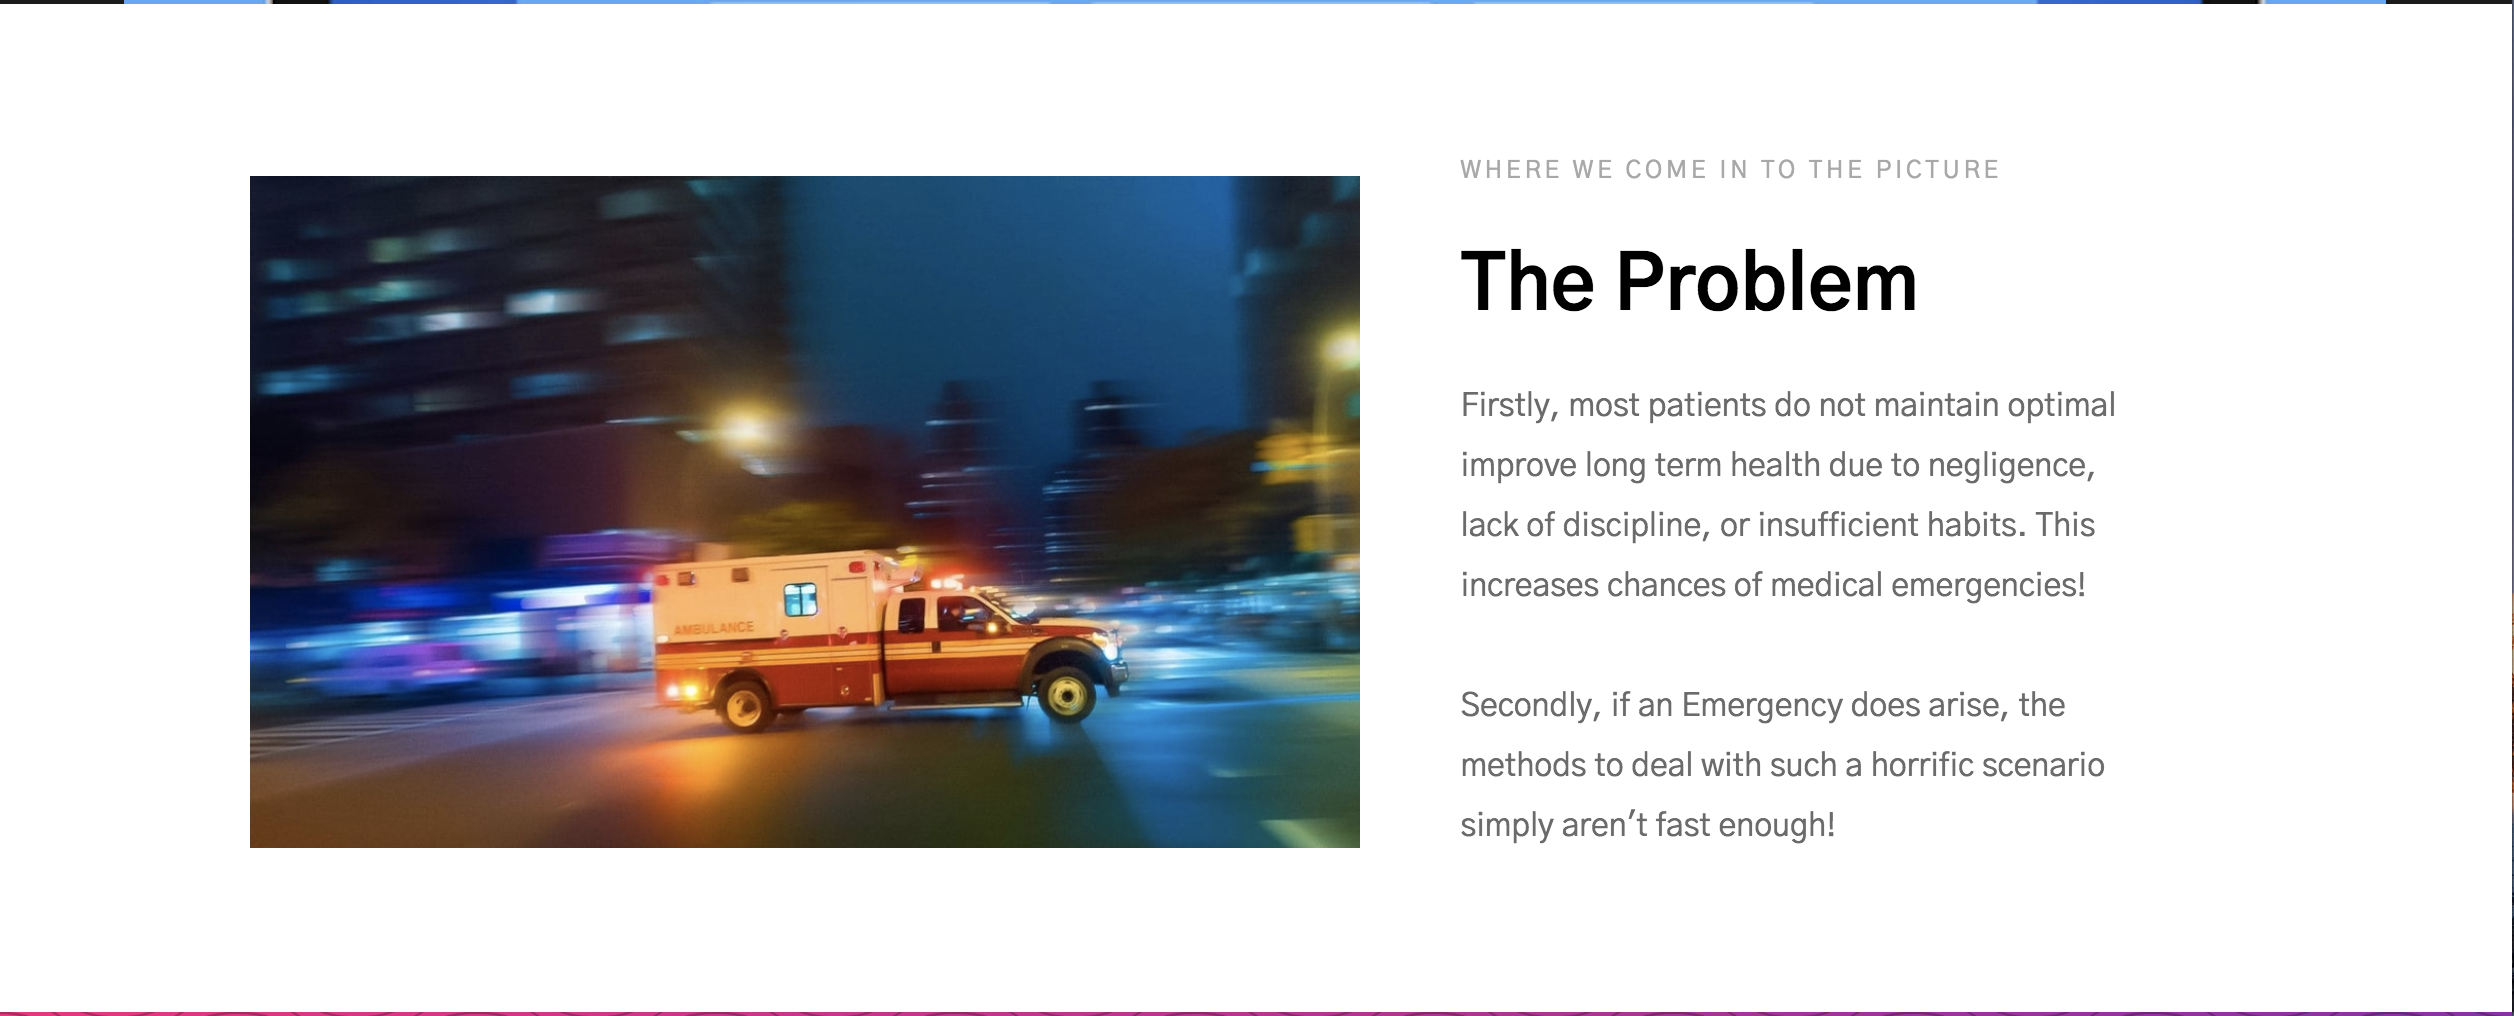 WHERE WE COME IN TO THE PICTURE
The Problem
Firstly, most patients do not maintain optimal
improve long term health due to negligence,
lack of discipline, or insufficient habits. This
increases chances of medical emergencies!
Secondly, if an Emergency does arise, the
methods to deal with such a horrific scenario
simply aren't fast enough!
AMBULANCE